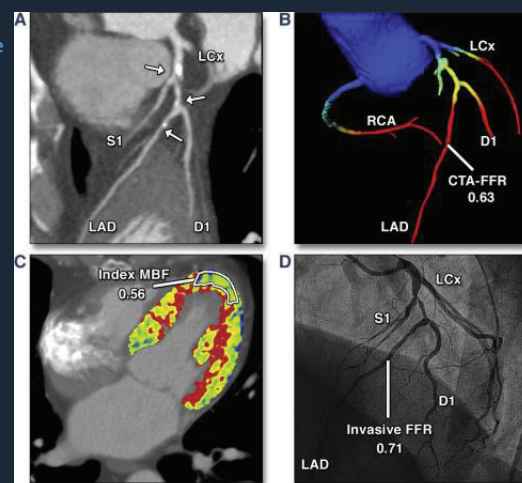 A
LCx
S1
LAD
D1
B
LCx
RCA
D1
CTA-FFR
0.63
LAD
C
Index MBF
0.56
D
LCx
S1
D1
Invasive FFR
0.71
LAD
e